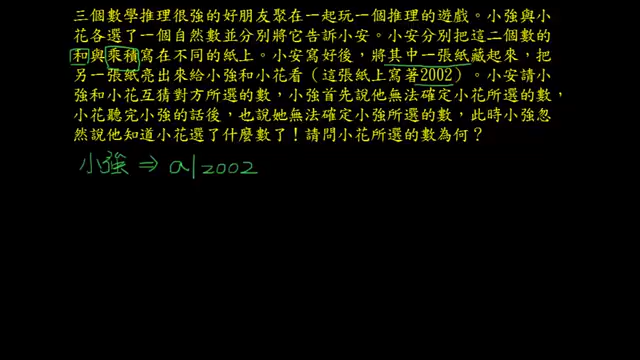 三個數學推理很強的好朋友聚在一起玩一個推理的遊戲。小強與小
花各選了一個自然數並分別將它告訴小安。小安分別把這二個數的
和與乘積寫在不同的紙上。小安寫好後，將其中一張紙藏起來，把
另一張紙亮出來給小強和小花看（這張紙上寫著2002）。小安請小
強和小花互猜對方所選的數，小強首先說他無法確定小花所選的數，
小花聽完小強的話後，也說她無法確定小強所選的數，此時小強忽
然說他知道小花選了什麼數了！請問小花所選的數為何？
小強 ⇒ a|2002